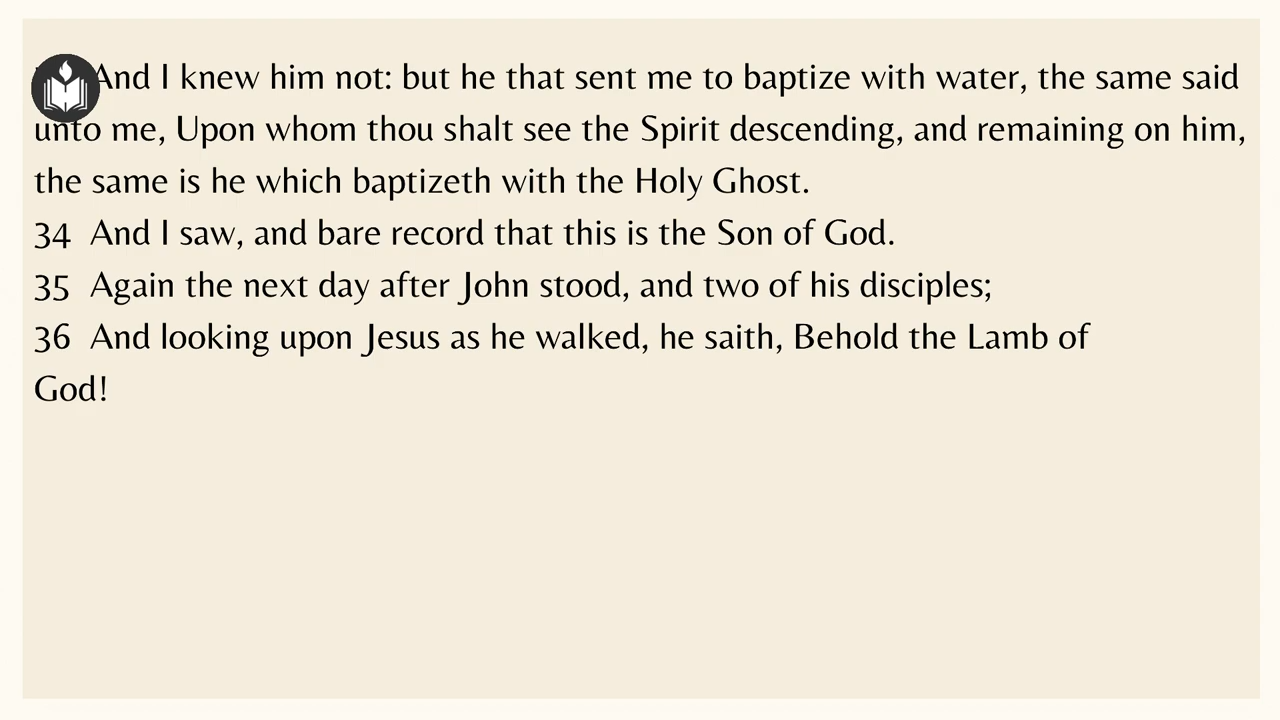 And I knew him not: but he that sent me to baptize with water, the same said
unto me, Upon whom thou shalt see the Spirit descending, and remaining on him,
the same is he which baptizeth with the Holy Ghost.
34 And I saw, and bare record that this is the Son of God.
35 Again the next day after John stood, and two of his disciples;
36 And looking upon Jesus as he walked, he saith, Behold the Lamb of
God!